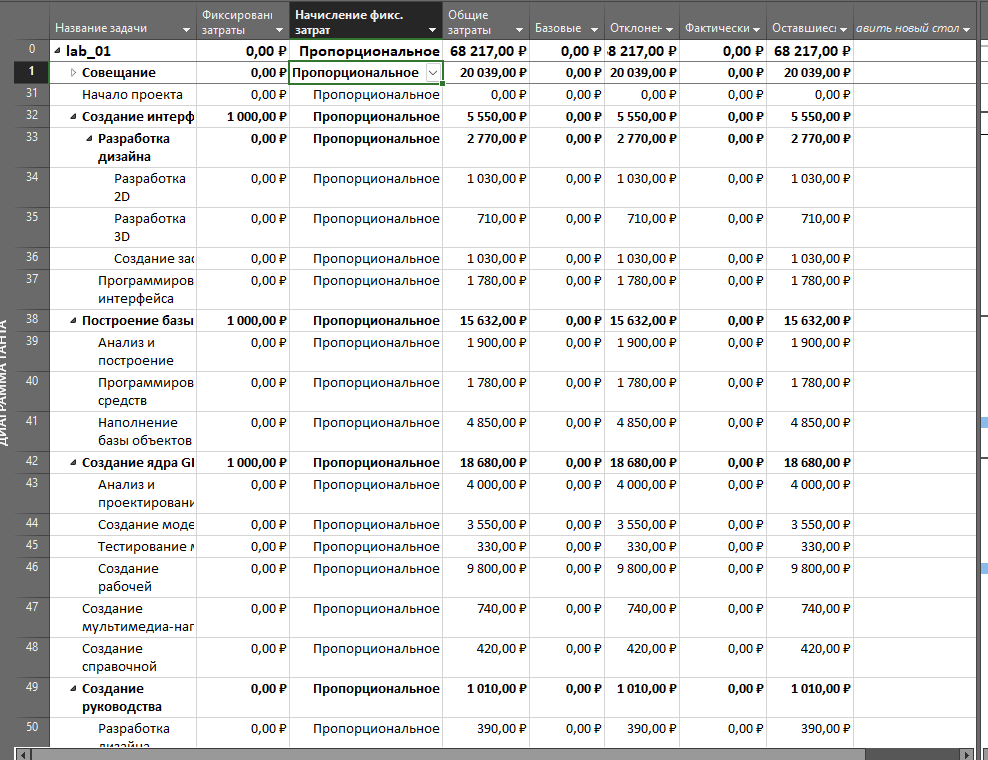 Название задачи Фиксирован затраты Начисление фикс. затрат Общие затраты Базовые Отклонен Фактически Оставшиес авить новый стол
0 lab_01 0,00 ₽ Пропорциональное 68 217,00 ₽ 0,00 ₽ 8 217,00 ₽ 0,00 ₽ 68 217,00 ₽
1 Совещание 0,00 ₽ Пропорциональное 20 039,00 ₽ 0,00 ₽ 20 039,00 ₽ 0,00 ₽ 20 039,00 ₽
31 Начало проекта 0,00 ₽ Пропорциональное 0,00 ₽ 0,00 ₽ 0,00 ₽ 0,00 ₽ 0,00 ₽
32 Создание интерф 1 000,00 ₽ Пропорциональное 5 550,00 ₽ 0,00 ₽ 5 550,00 ₽ 0,00 ₽ 5 550,00 ₽
33 Разработка 0,00 ₽ Пропорциональное 2 770,00 ₽ 0,00 ₽ 2 770,00 ₽ 0,00 ₽ 2 770,00 ₽
дизайна
34 Разработка 0,00 ₽ Пропорциональное 1 030,00 ₽ 0,00 ₽ 1 030,00 ₽ 0,00 ₽ 1 030,00 ₽
2D
35 Разработка 0,00 ₽ Пропорциональное 710,00 ₽ 0,00 ₽ 710,00 ₽ 0,00 ₽ 710,00 ₽
3D
36 Создание зас 0,00 ₽ Пропорциональное 1 030,00 ₽ 0,00 ₽ 1 030,00 ₽ 0,00 ₽ 1 030,00 ₽
37 Программиров 0,00 ₽ Пропорциональное 1 780,00 ₽ 0,00 ₽ 1 780,00 ₽ 0,00 ₽ 1 780,00 ₽
интерфейса
38 Построение базы 1 000,00 ₽ Пропорциональное 15 632,00 ₽ 0,00 ₽ 15 632,00 ₽ 0,00 ₽ 15 632,00 ₽
39 Анализ и 0,00 ₽ Пропорциональное 1 900,00 ₽ 0,00 ₽ 1 900,00 ₽ 0,00 ₽ 1 900,00 ₽
построение
40 Программиров 0,00 ₽ Пропорциональное 1 780,00 ₽ 0,00 ₽ 1 780,00 ₽ 0,00 ₽ 1 780,00 ₽
средств
41 Наполнение 0,00 ₽ Пропорциональное 4 850,00 ₽ 0,00 ₽ 4 850,00 ₽ 0,00 ₽ 4 850,00 ₽
базы объектов
42 Создание ядра GI 1 000,00 ₽ Пропорциональное 18 680,00 ₽ 0,00 ₽ 18 680,00 ₽ 0,00 ₽ 18 680,00 ₽
43 Анализ и 0,00 ₽ Пропорциональное 4 000,00 ₽ 0,00 ₽ 4 000,00 ₽ 0,00 ₽ 4 000,00 ₽
проектировани
44 Создание моде 0,00 ₽ Пропорциональное 3 550,00 ₽ 0,00 ₽ 3 550,00 ₽ 0,00 ₽ 3 550,00 ₽
45 Тестирование 0,00 ₽ Пропорциональное 330,00 ₽ 0,00 ₽ 330,00 ₽ 0,00 ₽ 330,00 ₽
46 Создание 0,00 ₽ Пропорциональное 9 800,00 ₽ 0,00 ₽ 9 800,00 ₽ 0,00 ₽ 9 800,00 ₽
рабочей
47 Создание 0,00 ₽ Пропорциональное 740,00 ₽ 0,00 ₽ 740,00 ₽ 0,00 ₽ 740,00 ₽
мультимедиа-нап
48 Создание 0,00 ₽ Пропорциональное 420,00 ₽ 0,00 ₽ 420,00 ₽ 0,00 ₽ 420,00 ₽
справочной
49 Создание 0,00 ₽ Пропорциональное 1 010,00 ₽ 0,00 ₽ 1 010,00 ₽ 0,00 ₽ 1 010,00 ₽
руководства
50 Разработка 0,00 ₽ Пропорциональное 390,00 ₽ 0,00 ₽ 390,00 ₽ 0,00 ₽ 390,00 ₽
дизайна
ДИАГРАММА ГАНТА